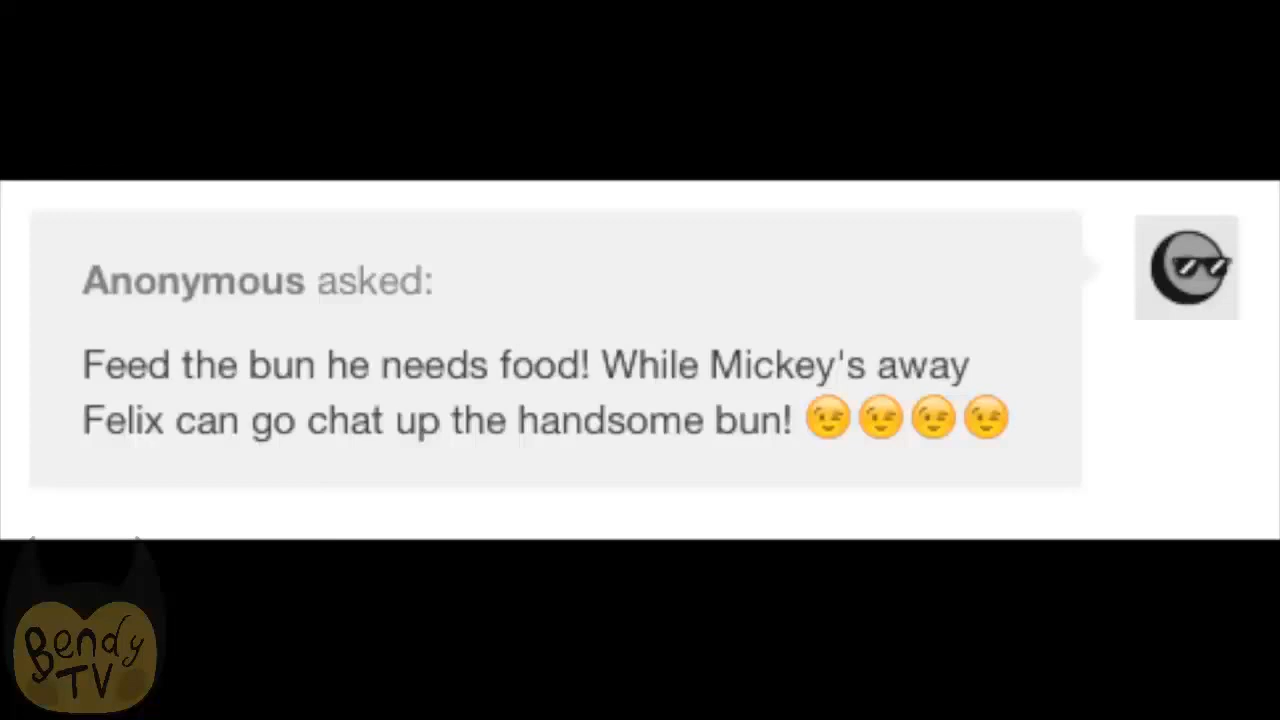 Anonymous asked:
Feed the bun he needs food! While Mickey's away
Felix can go chat up the handsome bun! 😉😉😉😉
Bendy
TV